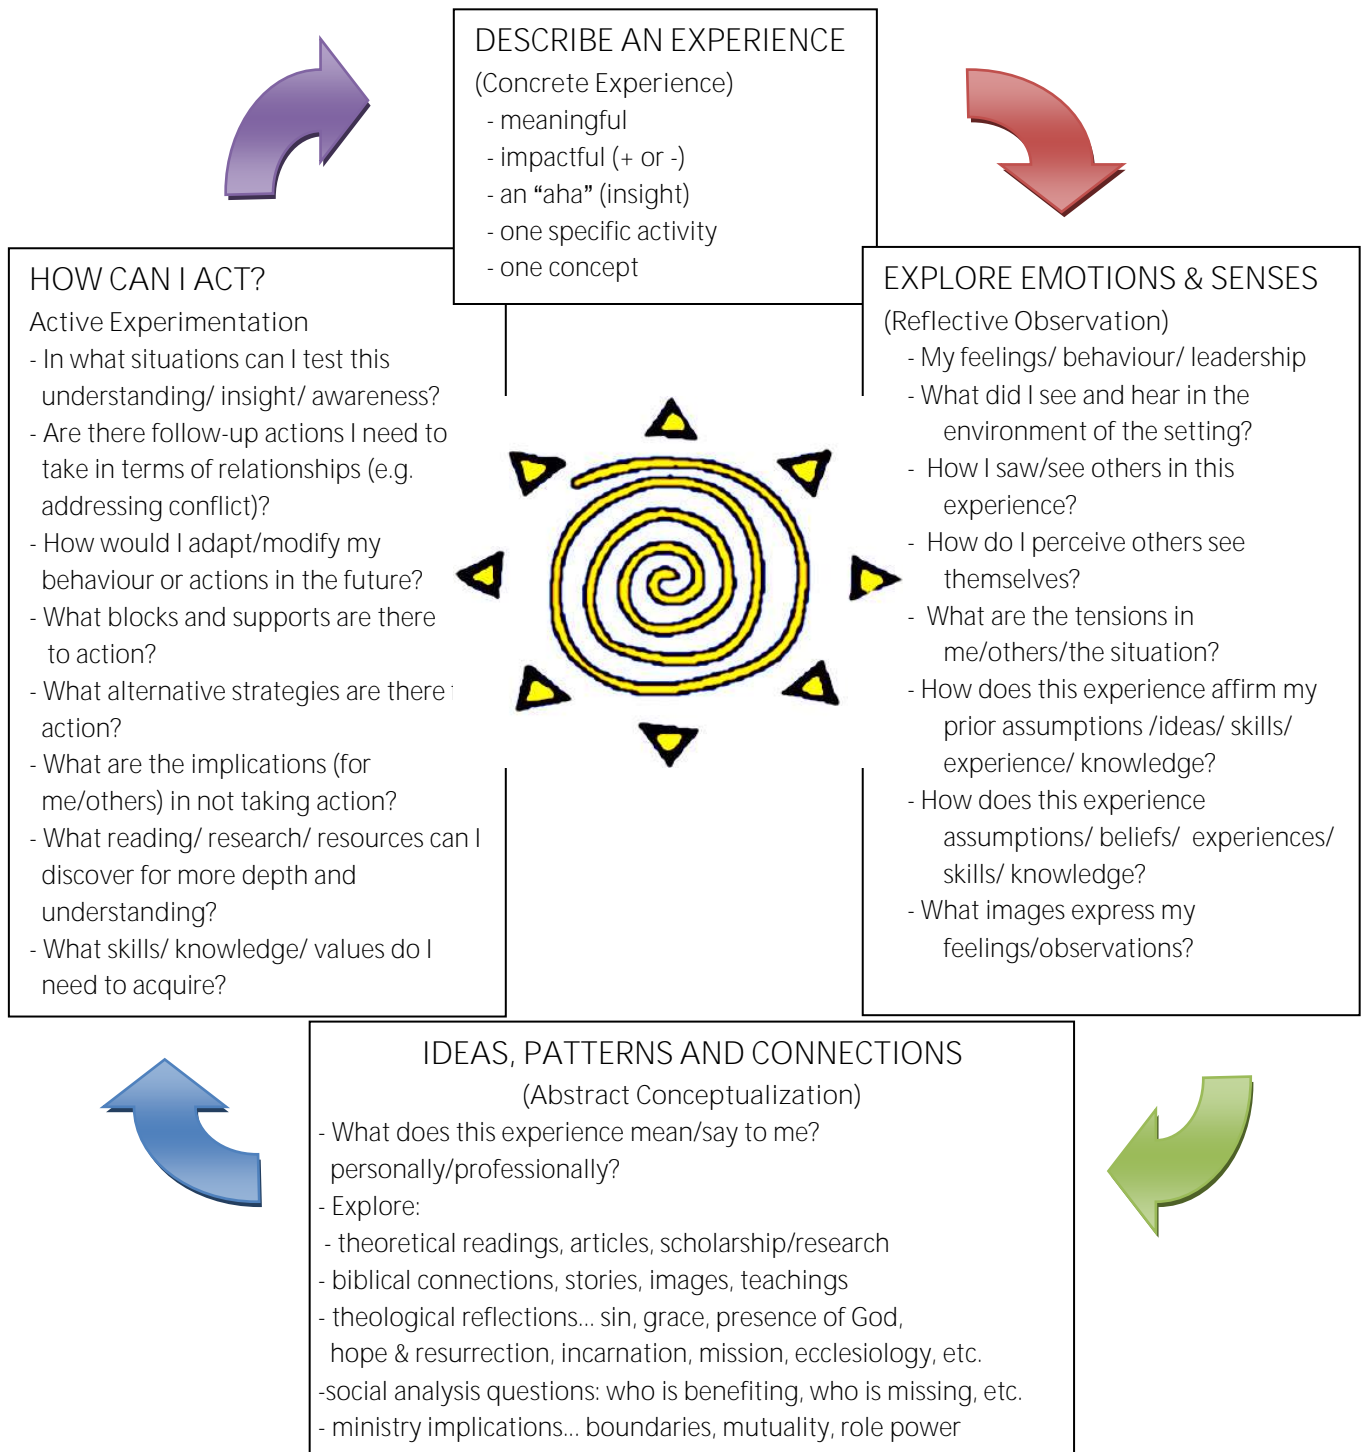 DESCRIBE AN EXPERIENCE
(Concrete Experience)
- meaningful
- impactful (+ or -)
- an “aha” (insight)
- one specific activity
- one concept
EXPLORE EMOTIONS & SENSES
(Reflective Observation)
- My feelings/ behaviour/ leadership
- What did I see and hear in the
environment of the setting?
- How I saw/see others in this
experience?
- How do I perceive others see
themselves?
- What are the tensions in
me/others/the situation?
- How does this experience affirm my
prior assumptions /ideas/ skills/
experience/ knowledge?
- How does this experience
assumptions/ beliefs/ experiences/
skills/ knowledge?
- What images express my
feelings/observations?
IDEAS, PATTERNS AND CONNECTIONS
(Abstract Conceptualization)
- What does this experience mean/say to me?
personally/professionally?
- Explore:
- theoretical readings, articles, scholarship/research
- biblical connections, stories, images, teachings
- theological reflections... sin, grace, presence of God,
hope & resurrection, incarnation, mission, ecclesiology, etc.
-social analysis questions: who is benefiting, who is missing, etc.
- ministry implications... boundaries, mutuality, role power
HOW CAN I ACT?
Active Experimentation
- In what situations can I test this
understanding/ insight/ awareness?
- Are there follow-up actions I need to
take in terms of relationships (e.g.
addressing conflict)?
- How would I adapt/modify my
behaviour or actions in the future?
- What blocks and supports are there
to action?
- What alternative strategies are there
action?
- What are the implications (for
me/others) in not taking action?
- What reading/ research/ resources can I
discover for more depth and
understanding?
- What skills/ knowledge/ values do I
need to acquire?